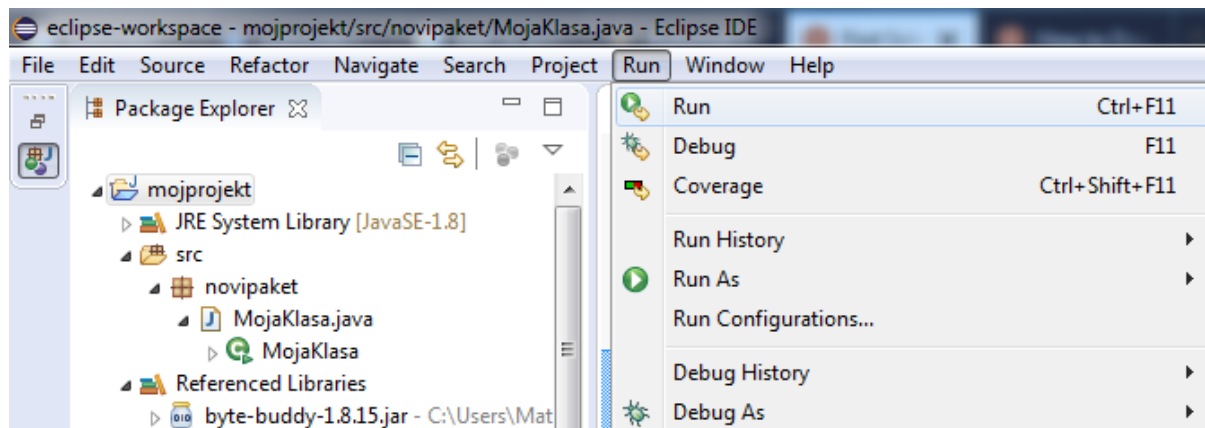 eclipse-workspace - mojprojekt/src/novipaket/MojaKlasa.java - Eclipse IDE
File Edit Source Refactor Navigate Search Project Run Window Help
Package Explorer
mojprojekt
JRE System Library [JavaSE-1.8]
src
novipaket
MojaKlasa.java
MojaKlasa
Referenced Libraries
byte-buddy-1.8.15.jar - C:\Users\Mat
Run Ctrl+F11
Debug F11
Coverage Ctrl+Shift+F11
Run History
Run As
Run Configurations...
Debug History
Debug As